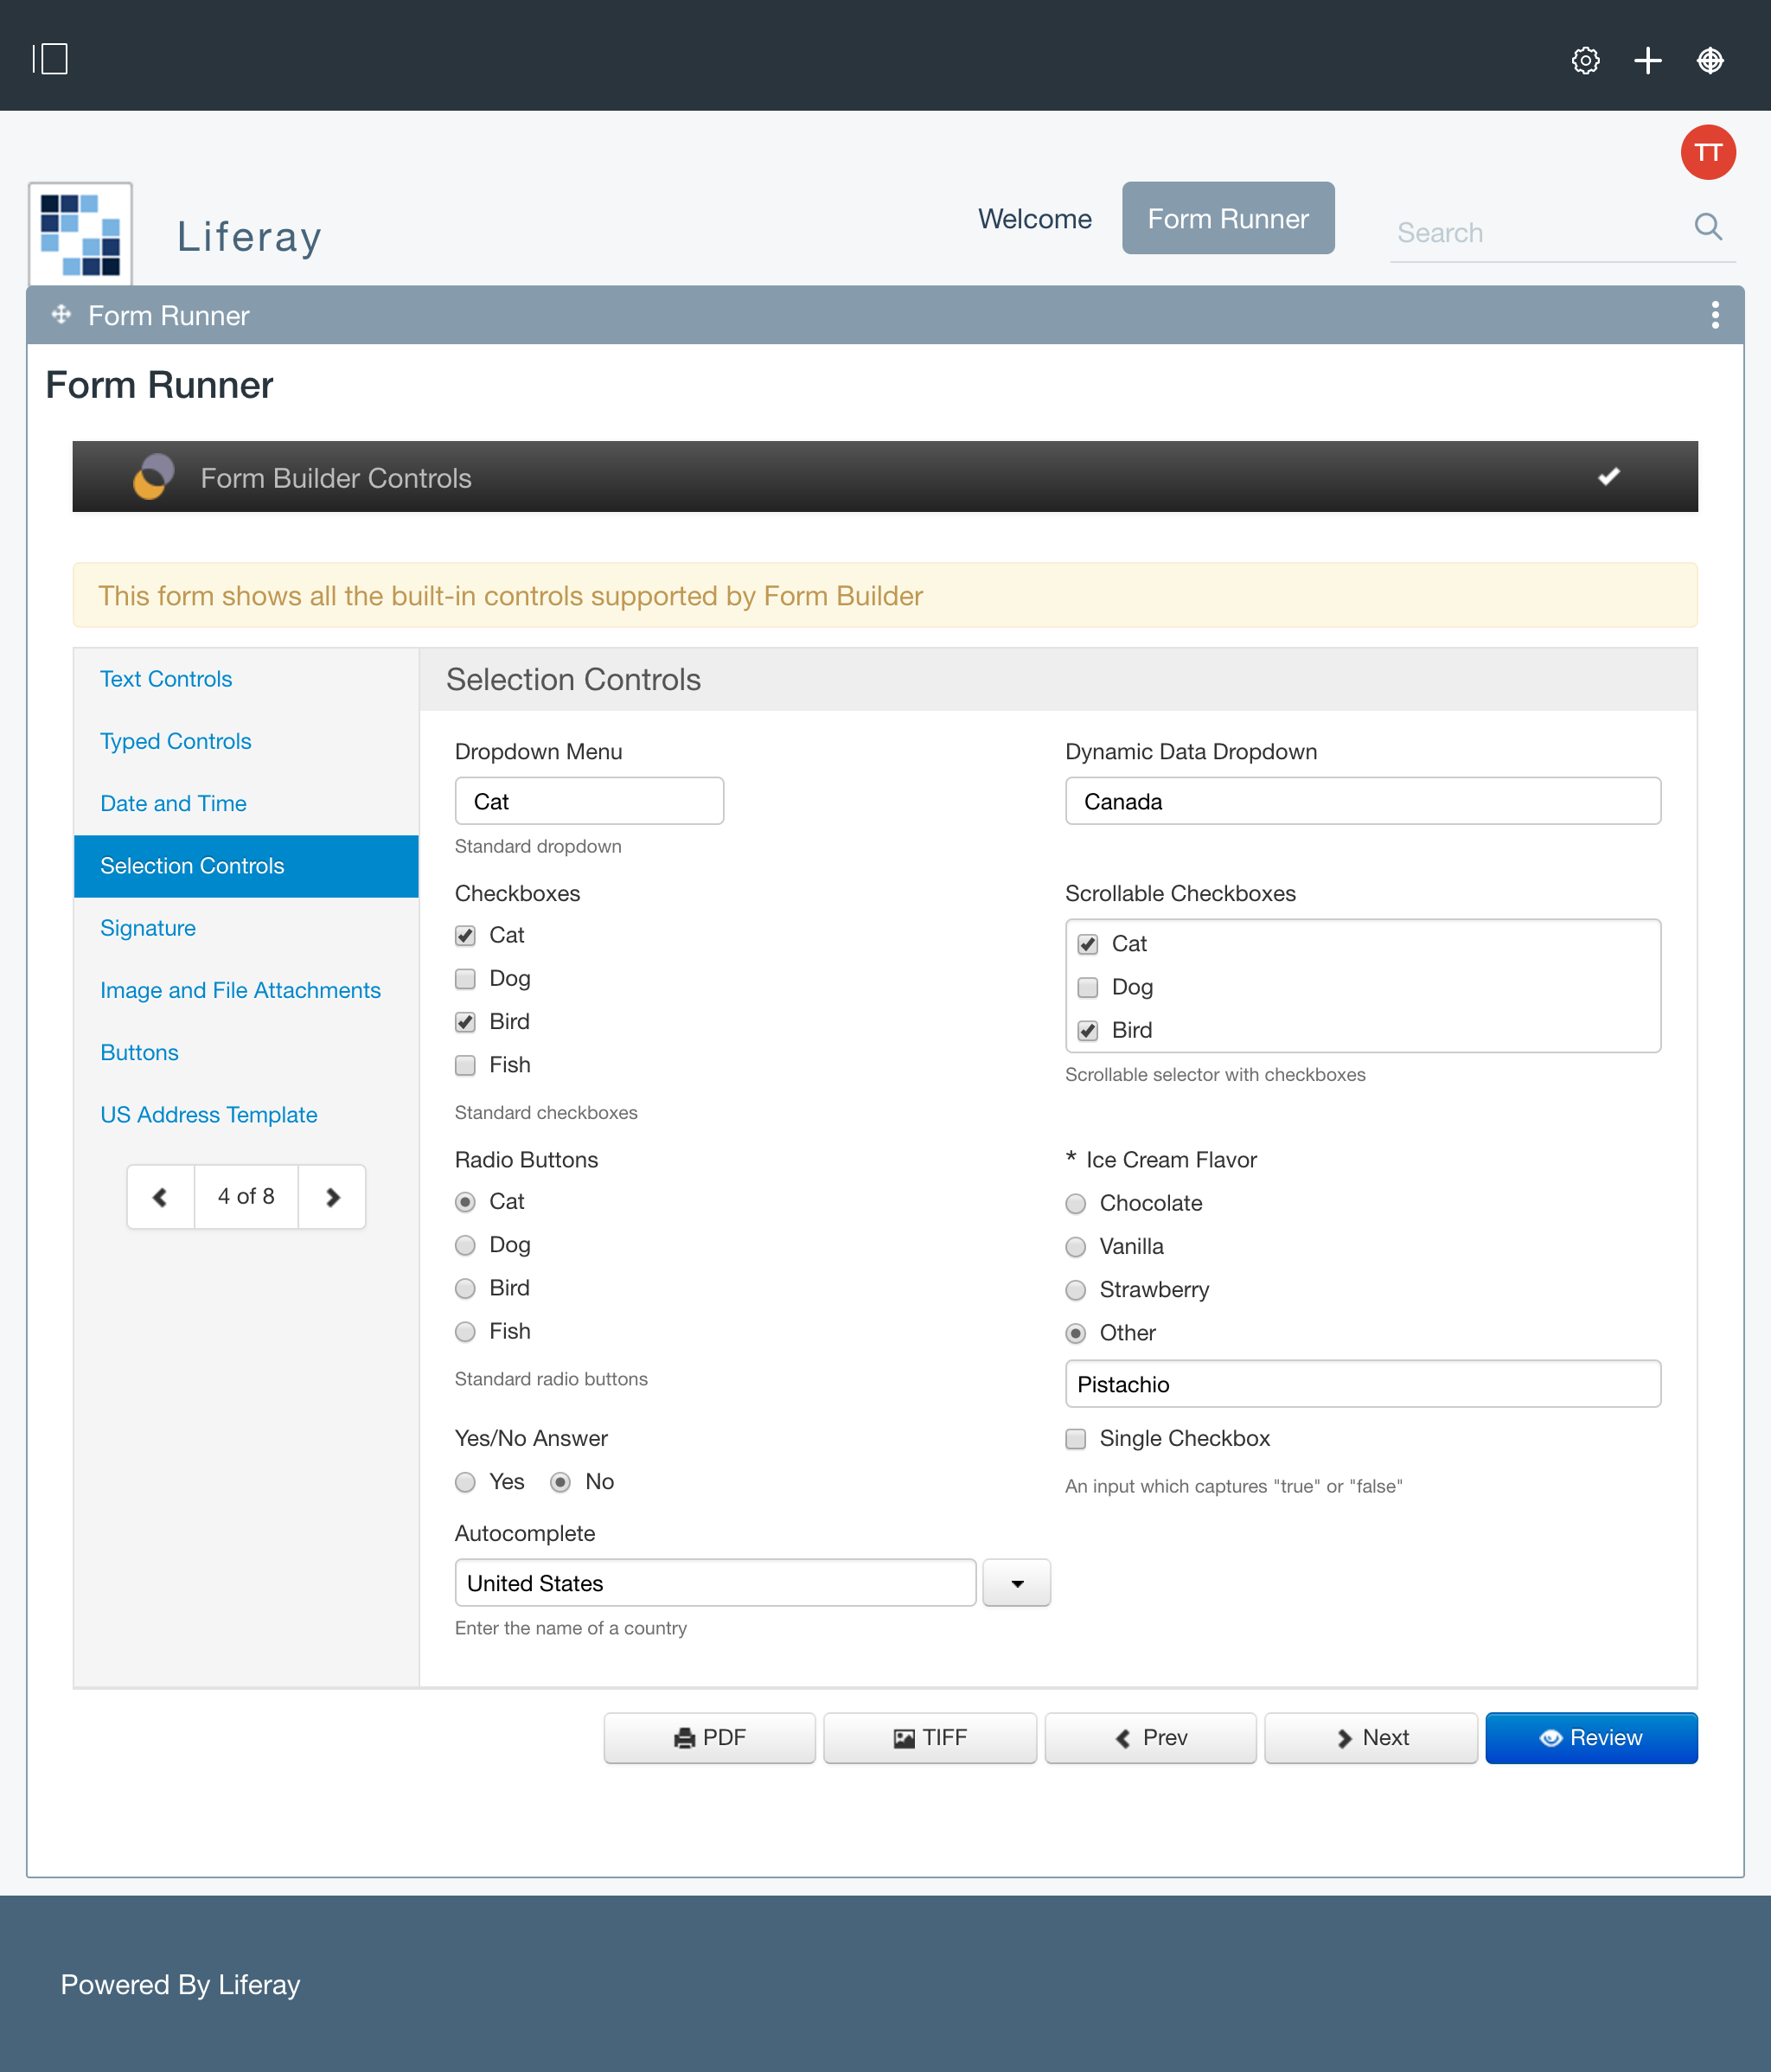 TT
Liferay
Welcome
Form Runner
Search
Form Runner
Form Runner
Form Builder Controls
This form shows all the built-in controls supported by Form Builder
Text Controls
Typed Controls
Date and Time
Selection Controls
Signature
Image and File Attachments
Buttons
US Address Template
4 of 8
Selection Controls
Dropdown Menu
Cat
Standard dropdown
Dynamic Data Dropdown
Canada
Checkboxes
Cat
Dog
Bird
Fish
Standard checkboxes
Scrollable Checkboxes
Cat
Dog
Bird
Scrollable selector with checkboxes
Radio Buttons
Cat
Dog
Bird
Fish
Standard radio buttons
* Ice Cream Flavor
Chocolate
Vanilla
Strawberry
Other
Pistachio
Yes/No Answer
Yes No
Single Checkbox
An input which captures "true" or "false"
Autocomplete
United States
Enter the name of a country
PDF
TIFF
Prev
Next
Review
Powered By Liferay